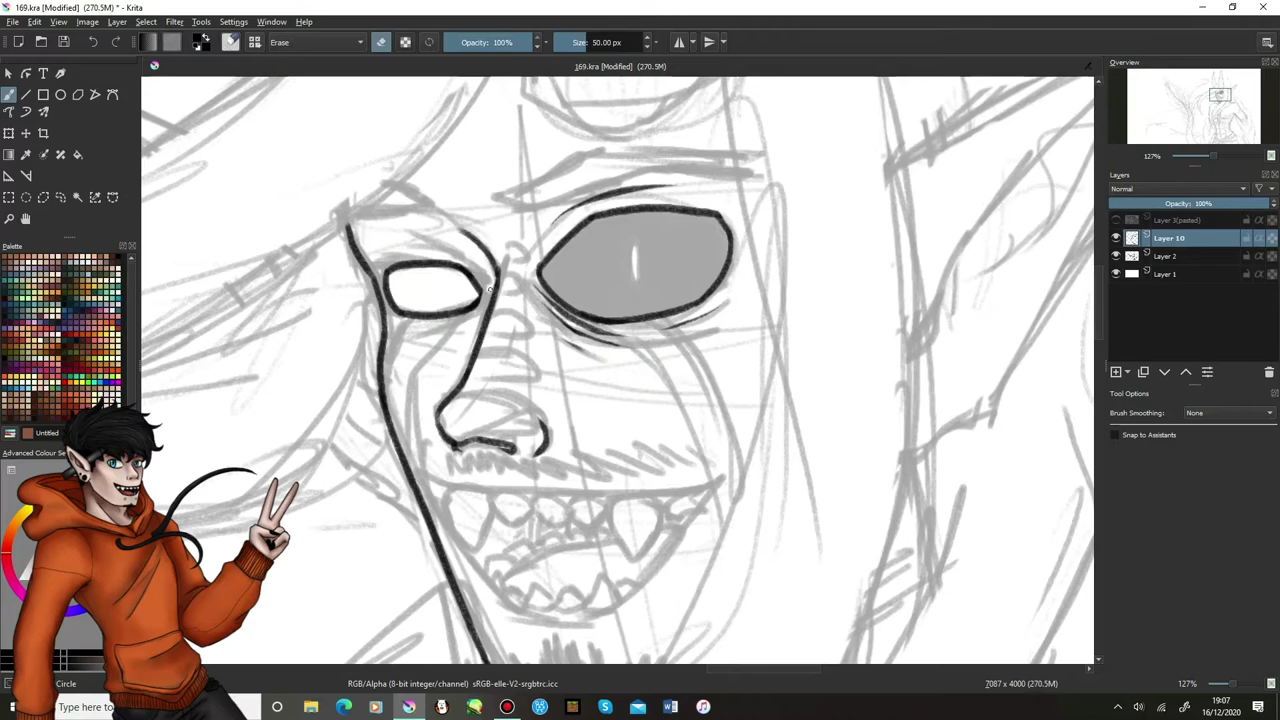 169.kra [Modified] (270.5M) * - Krita
File Edit View Image Layer Select Filter Tools Settings Window Help
Erase Opacity: 100% Size: 50.00 px
169.kra [Modified] (270.5M)
Overview
127%
Layers
Normal
Opacity: 100%
Layer 3(pasted)
Layer 10
Layer 2
Layer 1
Tool Options
Brush Smoothing: None
Snap to Assistants
Palette
Untitled
Advanced Colour Se
Circle RGB/Alpha (8-bit integer/channel) sRGB-elle-V2-srgbtrc.icc 7087 x 4000 (270.5M) 127%
Type here to
19:07
16/12/2020